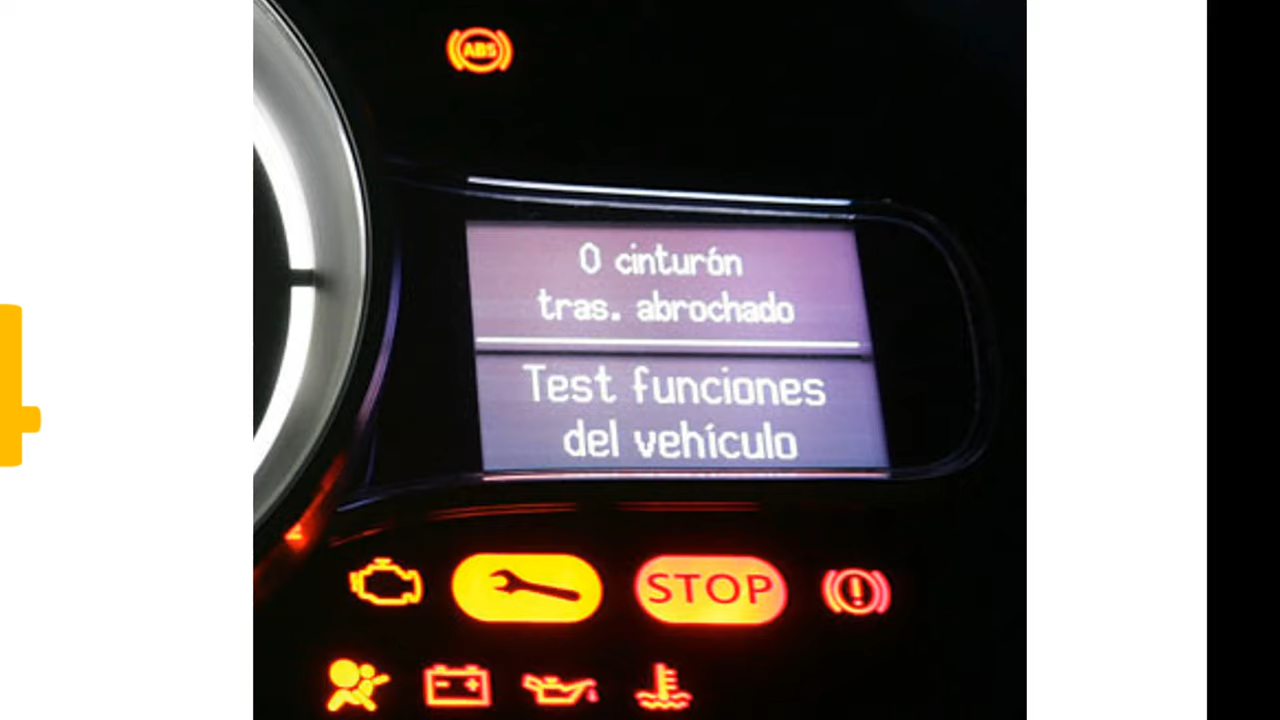 ABS
0 cinturón
tras. abrochado
Test funciones
del vehículo
STOP